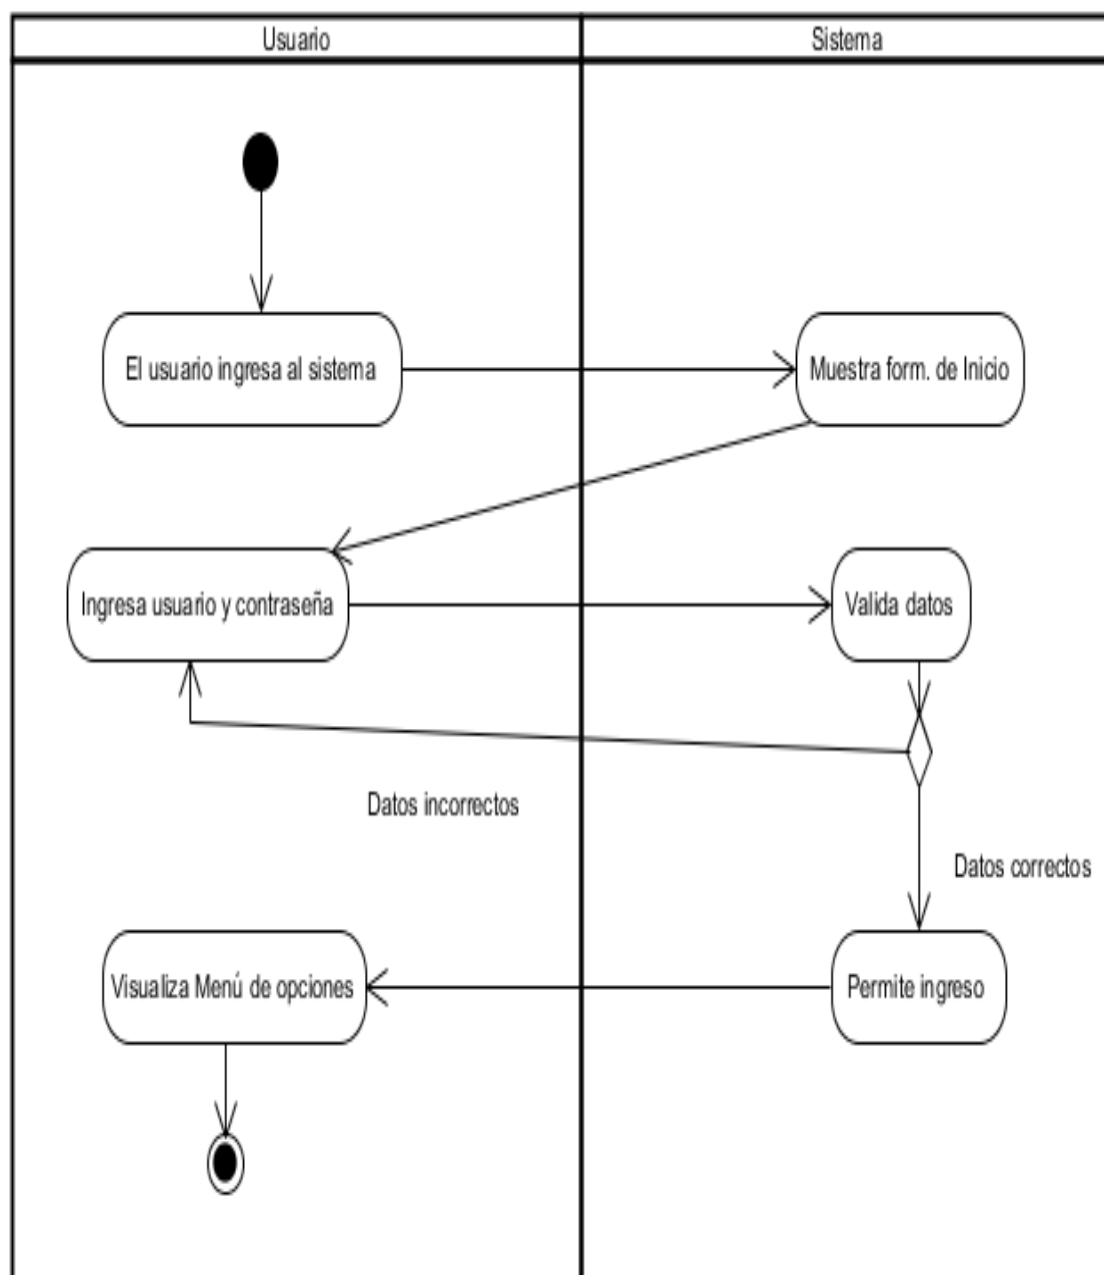 Usuario
Sistema
El usuario ingresa al sistema
Muestra form. de Inicio
Ingresa usuario y contraseña
Valida datos
Datos incorrectos
Datos correctos
Visualiza Menú de opciones
Permite ingreso